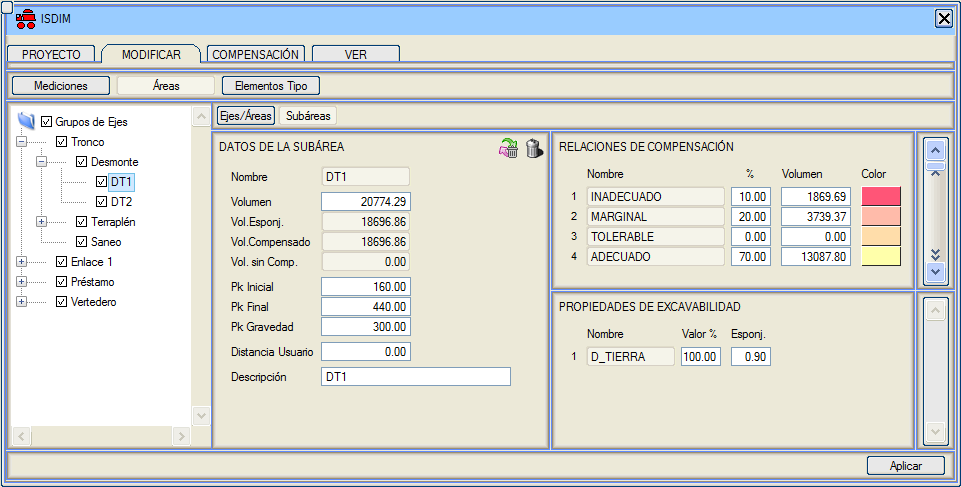 ISDIM
PROYECTO MODIFICAR COMPENSACIÓN VER
Mediciones Áreas Elementos Tipo
Grupos de Ejes
Tronco
Desmonte
DT1
DT2
Terraplén
Saneo
Enlace 1
Préstamo
Vertedero
Ejes/Áreas Subáreas
DATOS DE LA SUBÁREA
Nombre DT1
Volumen 20774.29
Vol.Esponj. 18696.86
Vol.Compensado 18696.86
Vol. sin Comp. 0.00
Pk Inicial 160.00
Pk Final 440.00
Pk Gravedad 300.00
Distancia Usuario 0.00
Descripción DT1
RELACIONES DE COMPENSACIÓN
Nombre % Volumen Color
1 INADECUADO 10.00 1869.69
2 MARGINAL 20.00 3739.37
3 TOLERABLE 0.00 0.00
4 ADECUADO 70.00 13087.80
PROPIEDADES DE EXCAVABILIDAD
Nombre Valor % Esponj.
1 D_TIERRA 100.00 0.90
Aplicar